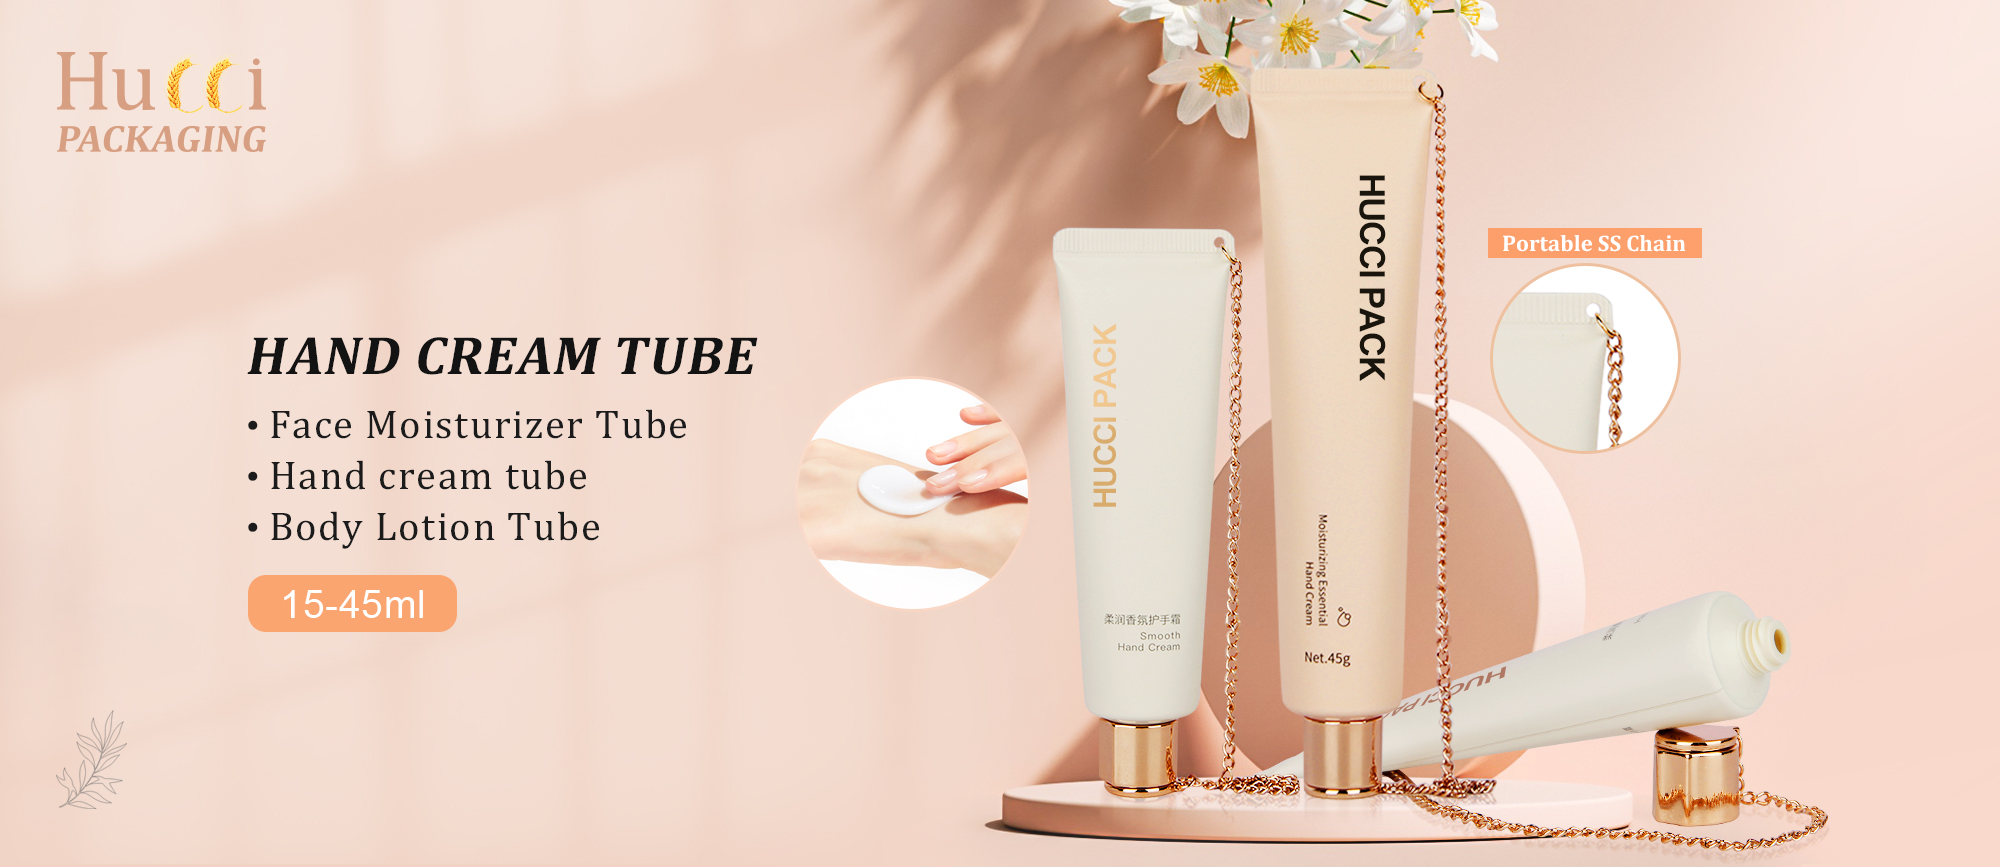 Hucci
PACKAGING
HAND CREAM TUBE
• Face Moisturizer Tube
• Hand cream tube
• Body Lotion Tube
15-45ml
HUCCI PACK
柔润香氛护手霜
Smooth
Hand Cream
HUCCI PACK
Moisturizing Essential
Hand Cream
Net.45g
Portable SS Chain
HUCCI PA